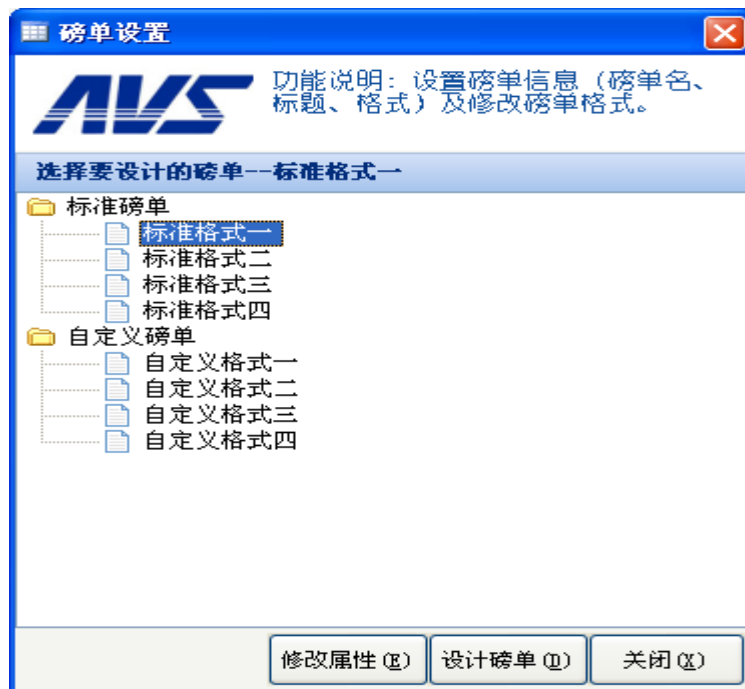 磅单设置
AVS
功能说明：设置磅单信息（磅单名、
标题、格式）及修改磅单格式。
选择要设计的磅单--标准格式一
标准磅单
标准格式一
标准格式二
标准格式三
标准格式四
自定义磅单
自定义格式一
自定义格式二
自定义格式三
自定义格式四
修改属性(E) 设计磅单(D) 关闭(X)